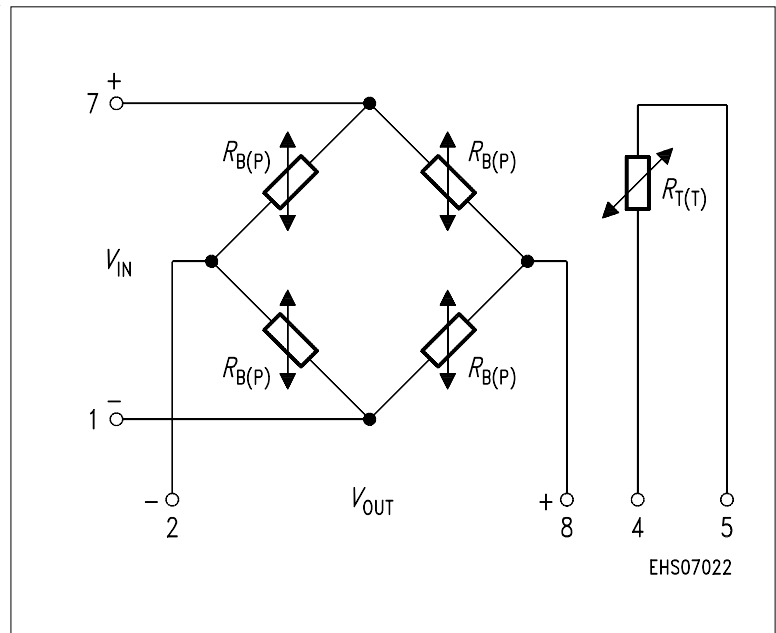 7 +
R_B(P) R_B(P)
R_T(T)
V_IN
R_B(P) R_B(P)
1 −
− V_OUT +
2 8 4 5
EHS07022